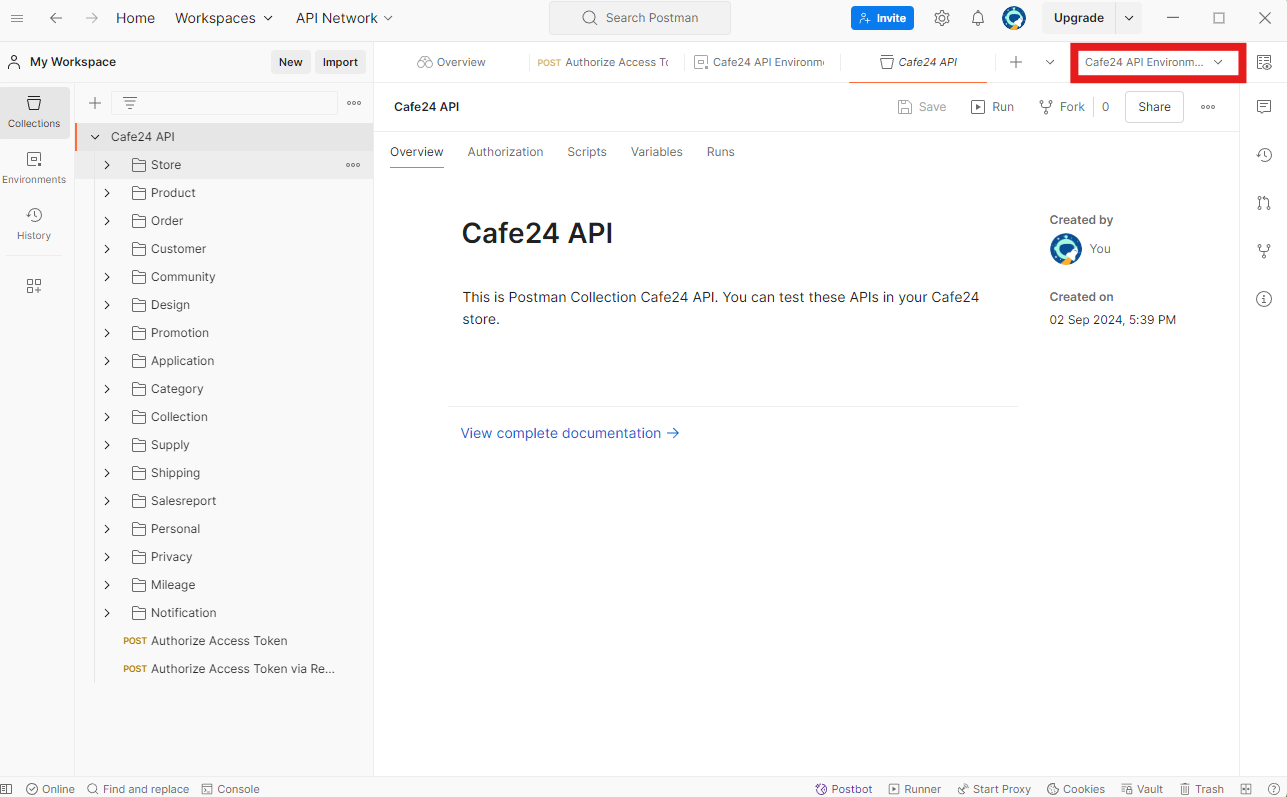 Home Workspaces API Network Search Postman Invite Upgrade
My Workspace New Import
Overview POST Authorize Access To Cafe24 API Environm Cafe24 API Cafe24 API Environm...
Collections
Environments
History
Cafe24 API
Store
Product
Order
Customer
Community
Design
Promotion
Application
Category
Collection
Supply
Shipping
Salesreport
Personal
Privacy
Mileage
Notification
POST Authorize Access Token
POST Authorize Access Token via Re...
Cafe24 API Save Run Fork 0 Share
Overview Authorization Scripts Variables Runs
Cafe24 API
This is Postman Collection Cafe24 API. You can test these APIs in your Cafe24
store.
View complete documentation →
Created by
You
Created on
02 Sep 2024, 5:39 PM
Online Find and replace Console Postbot Runner Start Proxy Cookies Vault Trash